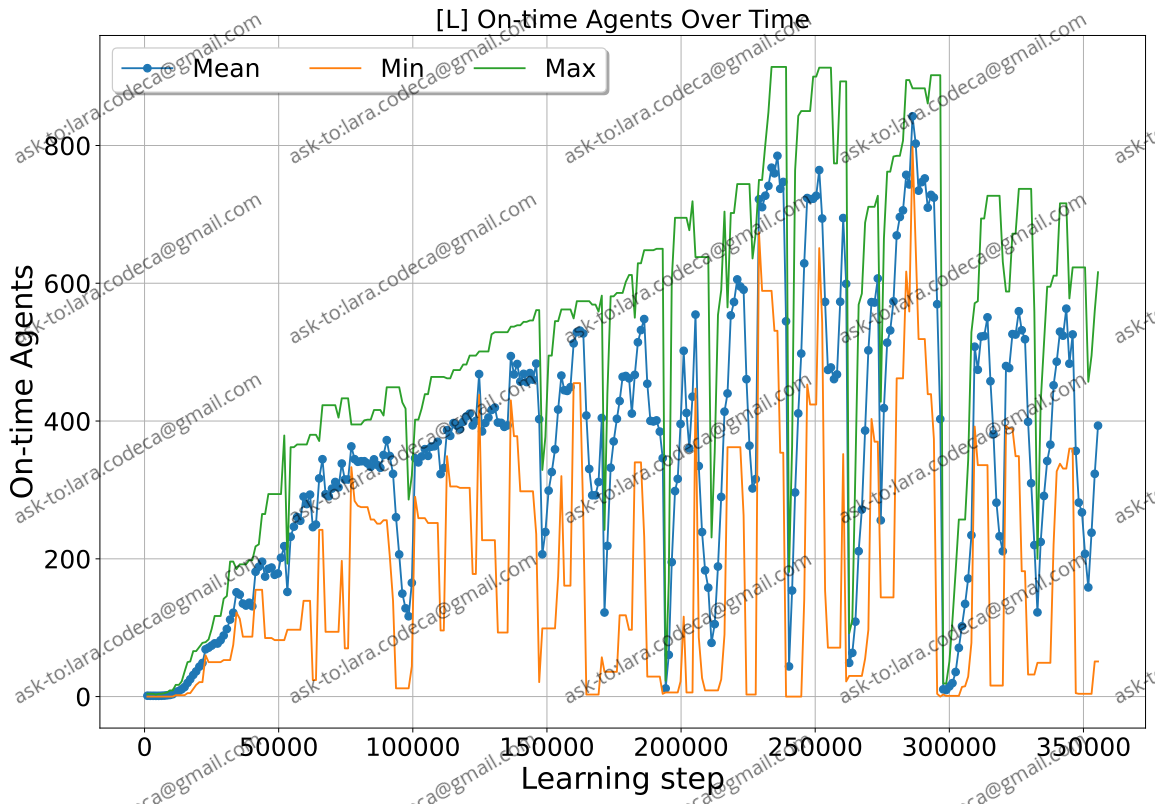 [L] On-time Agents Over Time
Mean Min Max
On-time Agents
800
600
400
200
0
0 50000 100000 150000 200000 250000 300000 350000
Learning step
ask-to:lara.codeca@gmail.com